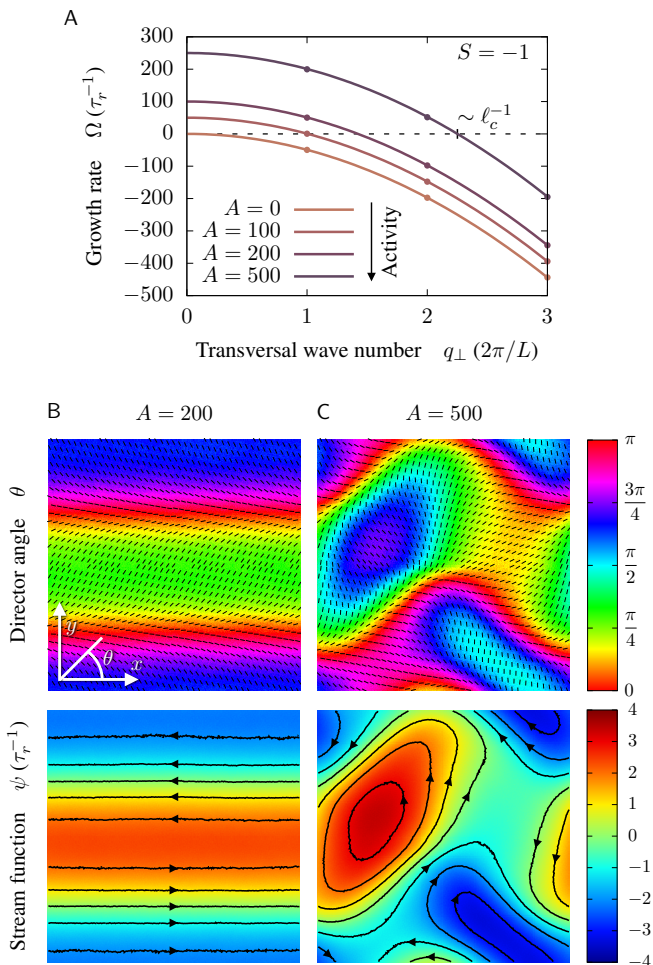 A
S = −1
∼ ℓ_c^{−1}
Growth rate Ω (τ_r^{−1})
300
200
100
0
−100
−200
−300
−400
−500
A = 0
A = 100
A = 200
A = 500
Activity
0 1 2 3
Transversal wave number q_⊥ (2π/L)
B A = 200
C A = 500
Director angle θ
y
θ
x
π
3π/4
π/2
π/4
0
Stream function ψ (τ_r^{−1})
4
3
2
1
0
−1
−2
−3
−4